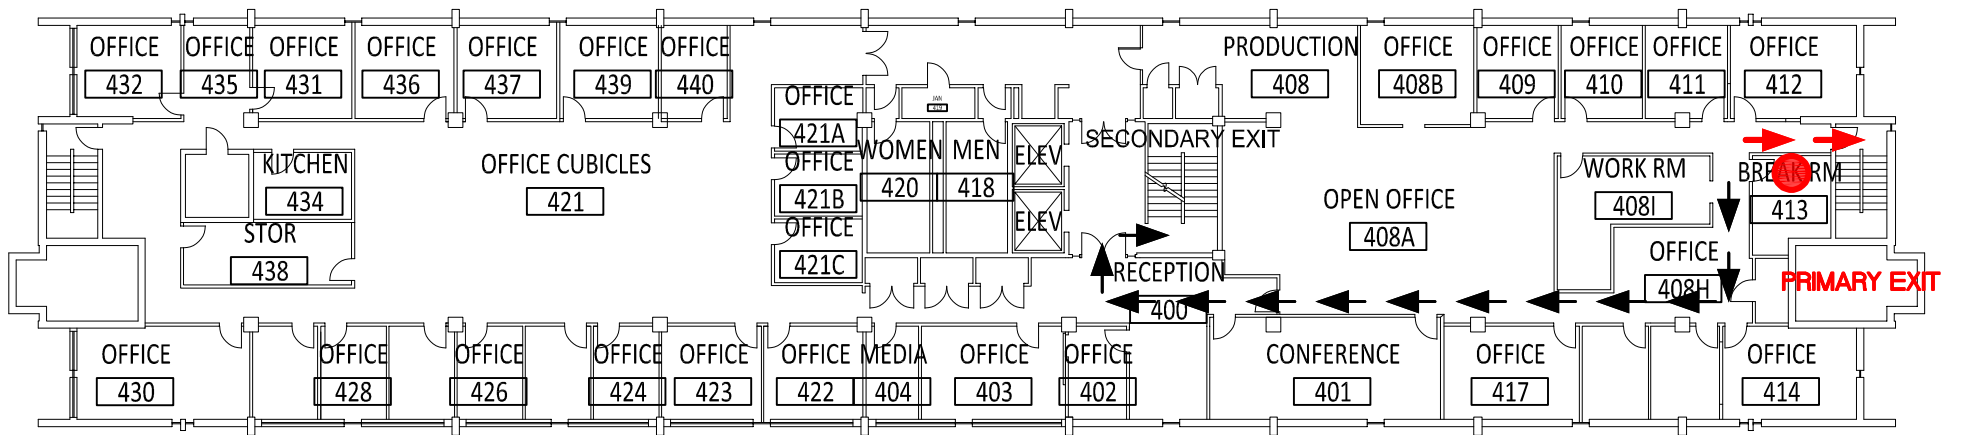 OFFICE
432
OFFICE
435
OFFICE
431
OFFICE
436
OFFICE
437
OFFICE
439
OFFICE
440
PRODUCTION
408
OFFICE
408B
OFFICE
409
OFFICE
410
OFFICE
411
OFFICE
412
OFFICE
421A
JAN
419
SECONDARY EXIT
KITCHEN
434
OFFICE CUBICLES
421
OFFICE
421B
WOMEN
420
MEN
418
ELEV
ELEV
OPEN OFFICE
408A
WORK RM
408I
BREAK RM
413
STOR
438
OFFICE
421C
RECEPTION
400
OFFICE
408H
PRIMARY EXIT
OFFICE
430
OFFICE
428
OFFICE
426
OFFICE
424
OFFICE
423
OFFICE
422
MEDIA
404
OFFICE
403
OFFICE
402
CONFERENCE
401
OFFICE
417
OFFICE
414